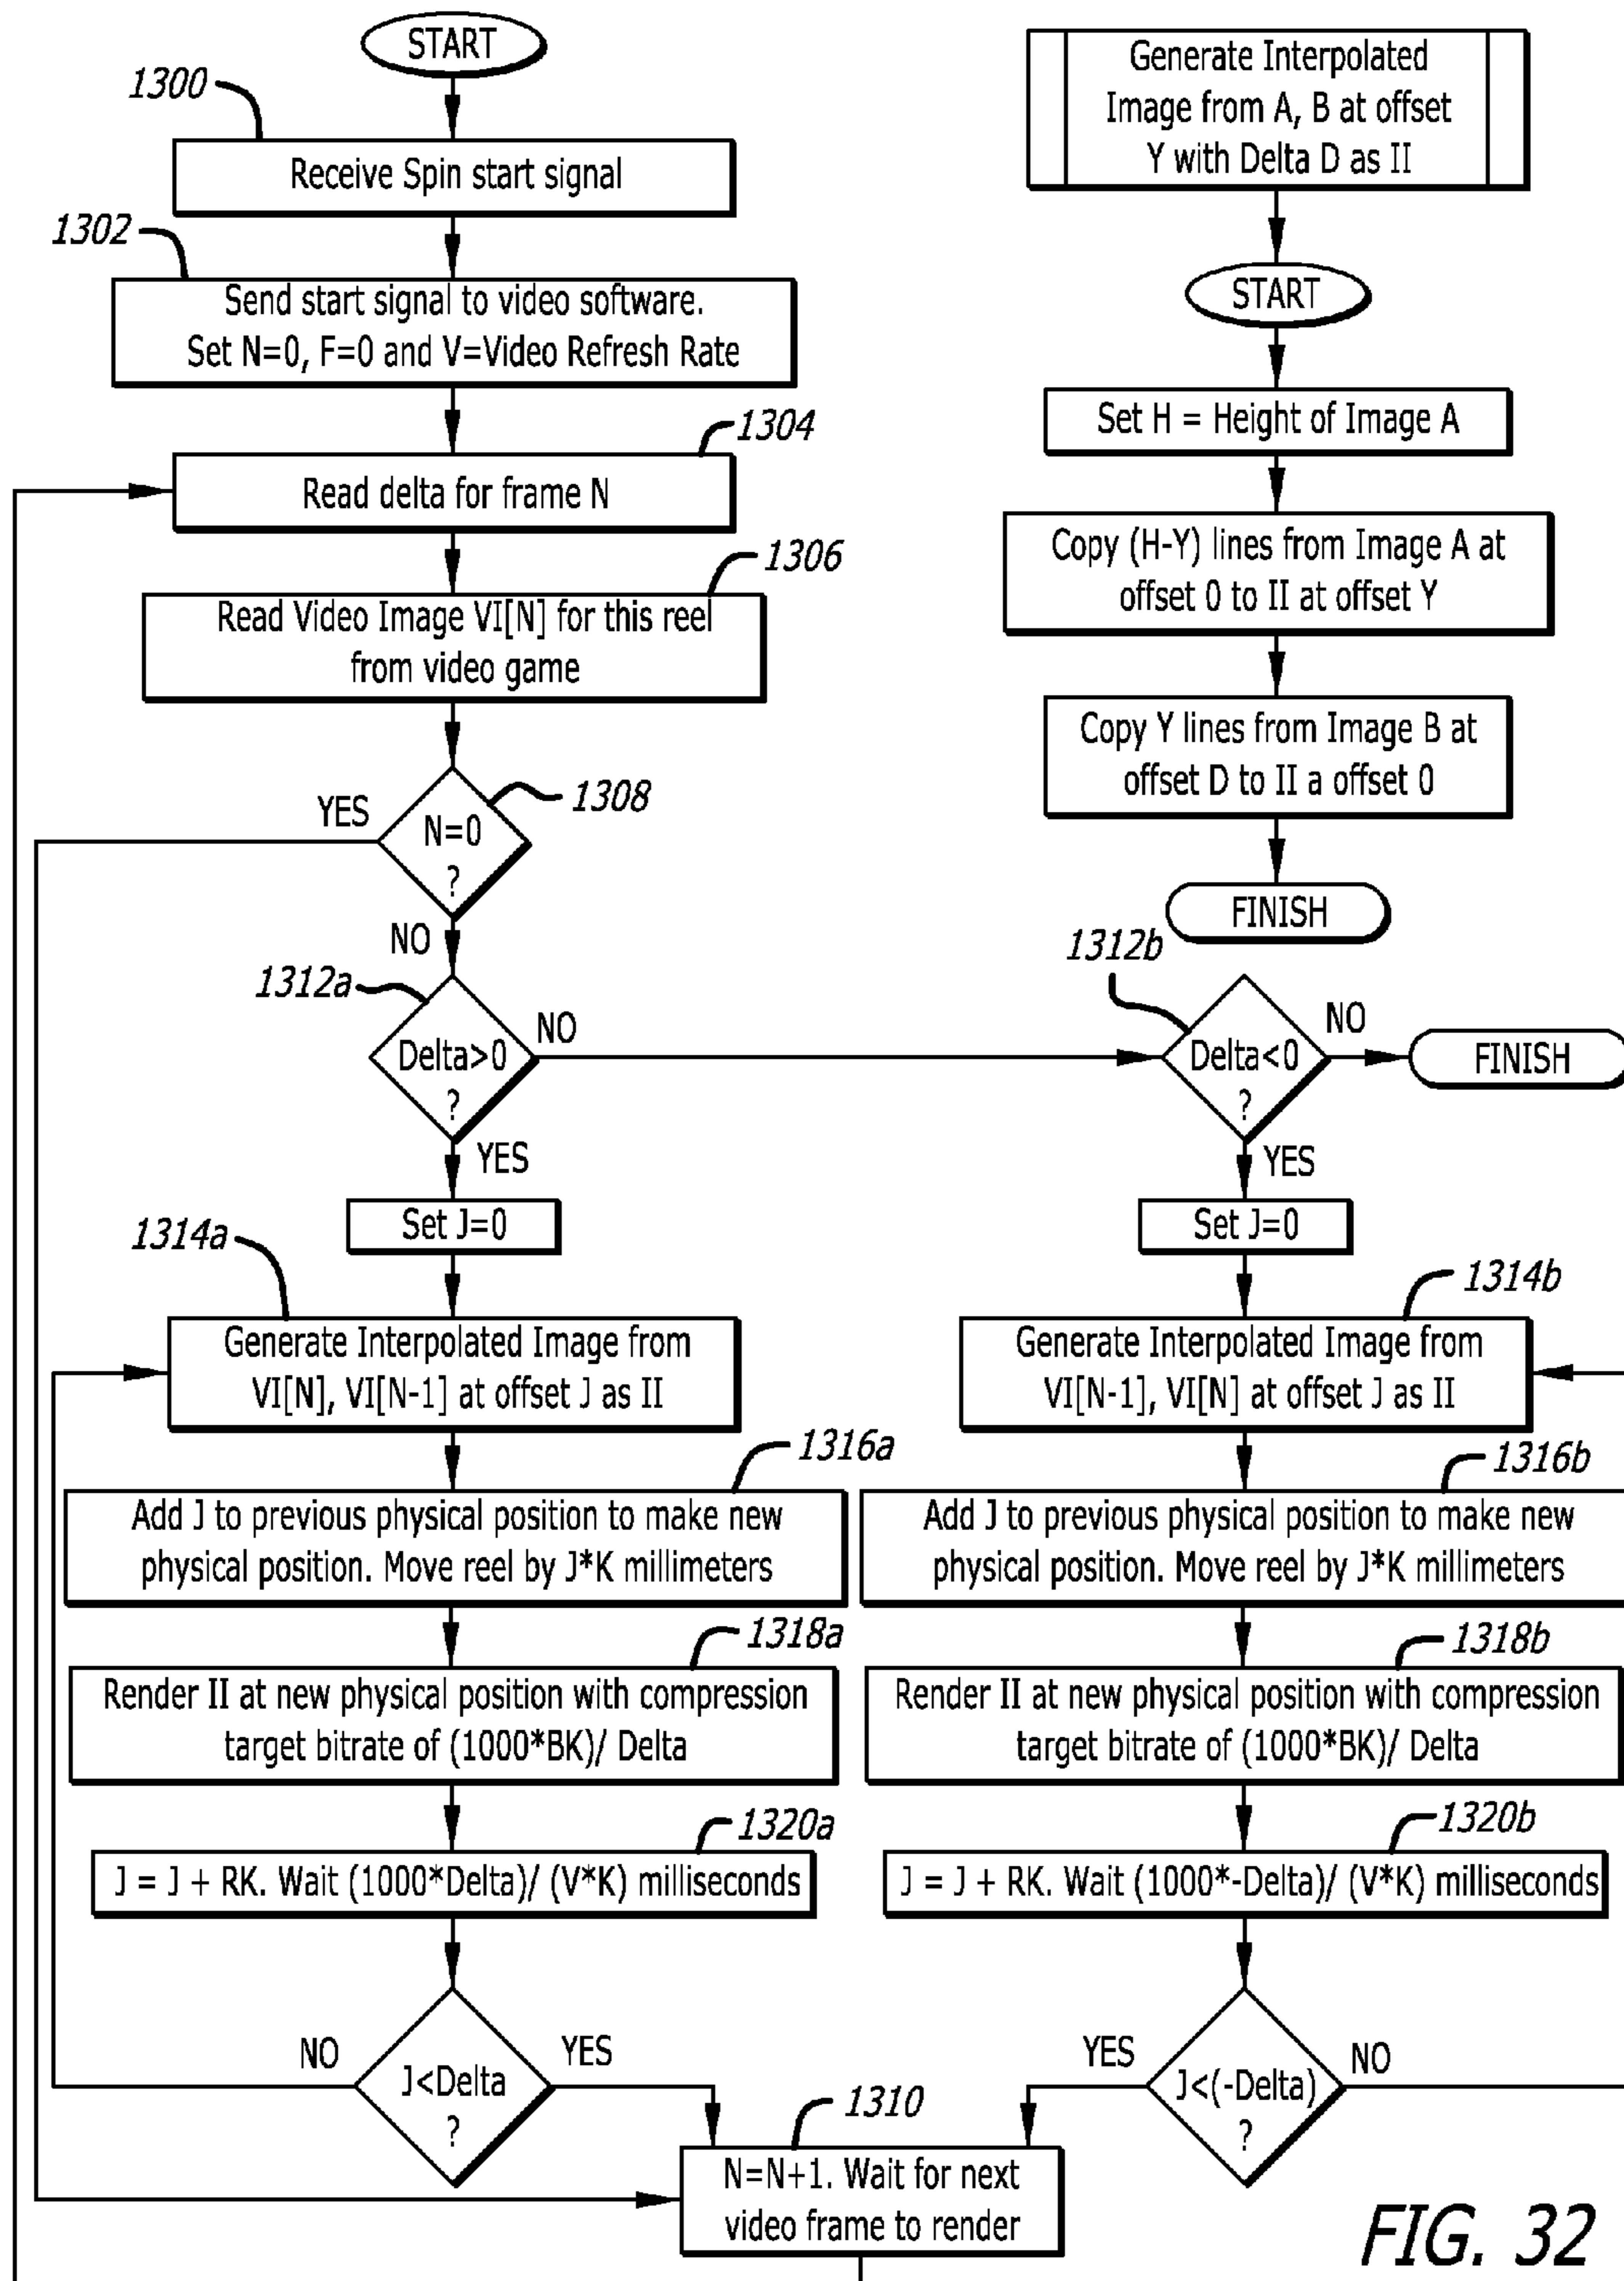 START
1300
Receive Spin start signal
1302
Send start signal to video software.
Set N=0, F=0 and V=Video Refresh Rate
1304
Read delta for frame N
1306
Read Video Image VI[N] for this reel
from video game
YES
1308
N=0
?
NO
1312a
NO
Delta>0
?
YES
Set J=0
1314a
Generate Interpolated Image from
VI[N], VI[N-1] at offset J as II
1316a
Add J to previous physical position to make new
physical position. Move reel by J*K millimeters
1318a
Render II at new physical position with compression
target bitrate of (1000*BK)/ Delta
1320a
J = J + RK. Wait (1000*Delta)/ (V*K) milliseconds
NO
YES
J<Delta
?
1310
N=N+1. Wait for next
video frame to render
Generate Interpolated
Image from A, B at offset
Y with Delta D as II
START
Set H = Height of Image A
Copy (H-Y) lines from Image A at
offset 0 to II at offset Y
Copy Y lines from Image B at
offset D to II a offset 0
FINISH
1312b
NO
Delta<0
?
FINISH
YES
Set J=0
1314b
Generate Interpolated Image from
VI[N-1], VI[N] at offset J as II
1316b
Add J to previous physical position to make new
physical position. Move reel by J*K millimeters
1318b
Render II at new physical position with compression
target bitrate of (1000*BK)/ Delta
1320b
J = J + RK. Wait (1000*-Delta)/ (V*K) milliseconds
YES
NO
J<(-Delta)
?
FIG. 32